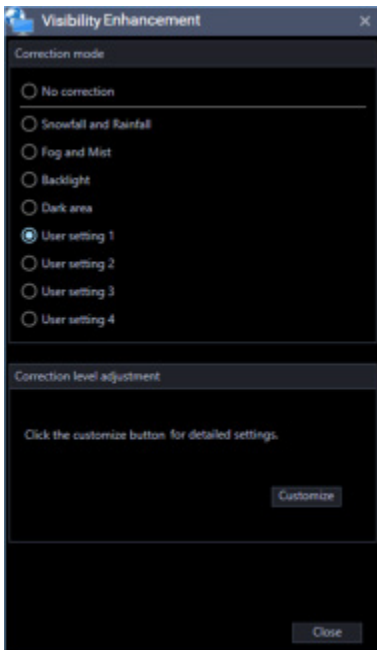 Visibility Enhancement
Correction mode
No correction
Snowfall and Rainfall
Fog and Mist
Backlight
Dark area
User setting 1
User setting 2
User setting 3
User setting 4
Correction level adjustment
Click the customize button for detailed settings.
Customize
Close